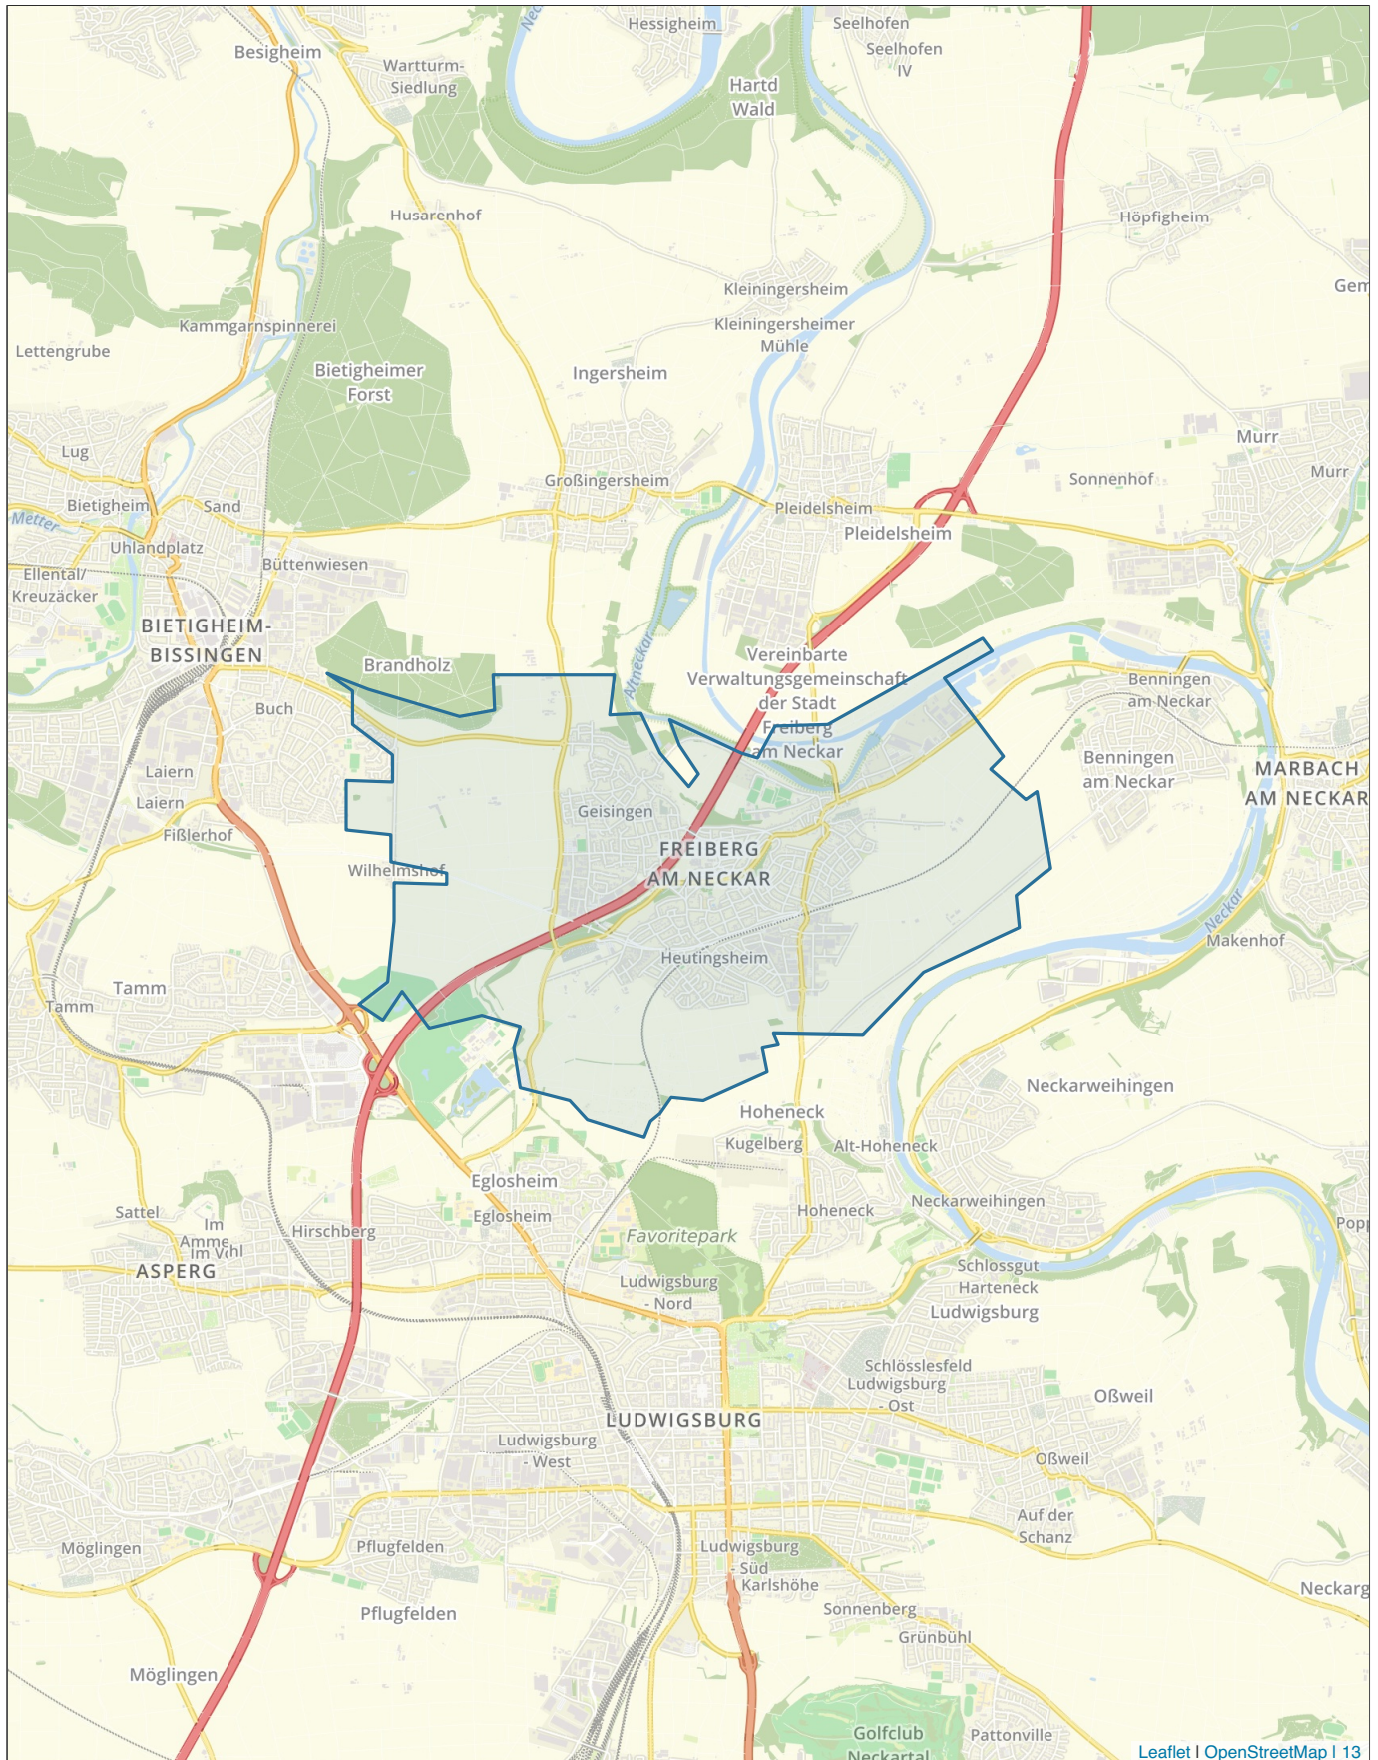 Hessigheim
Seelhofen
Besigheim
Seelhofen
IV
Wartturm-
Siedlung
Hartd
Wald
Husarenhof
Höpfigheim
Kleiningersheim
Gem
Kammgarnspinnerei
Kleiningersheimer
Mühle
Lettengrube
Bietigheimer
Forst
Ingersheim
Murr
Lug
Murr
Großingersheim
Sonnenhof
Bietigheim
Sand
Pleidelsheim
Metter
Pleidelsheim
Uhlandplatz
Büttenwiesen
Ellental/
Kreuzäcker
BIETIGHEIM-
BISSINGEN
Brandholz
Altneckar
Vereinbarte
Verwaltungsgemeinschaft
der Stadt
Freiberg
am Neckar
Benningen
am Neckar
Buch
Benningen
am Neckar
Laiern
MARBACH
AM NECKAR
Laiern
Geisingen
Fißlerhof
FREIBERG
AM NECKAR
Wilhelmshof
Neckar
Makenhof
Heutingsheim
Tamm
Tamm
Neckarweihingen
Hoheneck
Kugelberg
Alt-Hoheneck
Eglosheim
Neckarweihingen
Sattel
Eglosheim
Hoheneck
Im
Hirschberg
Favoritepark
ASPERG
Schlossgut
Harteneck
Ludwigsburg
- Nord
Ludwigsburg
Schlösslesfeld
Ludwigsburg
- Ost
Oßweil
LUDWIGSBURG
Ludwigsburg
- West
Oßweil
Auf der
Schanz
Möglingen
Pflugfelden
Ludwigsburg
- Süd
Karlshöhe
Neckarg
Pflugfelden
Sonnenberg
Grünbühl
Möglingen
Golfclub
Neckartal
Pattonville
Leaflet | OpenStreetMap | 13